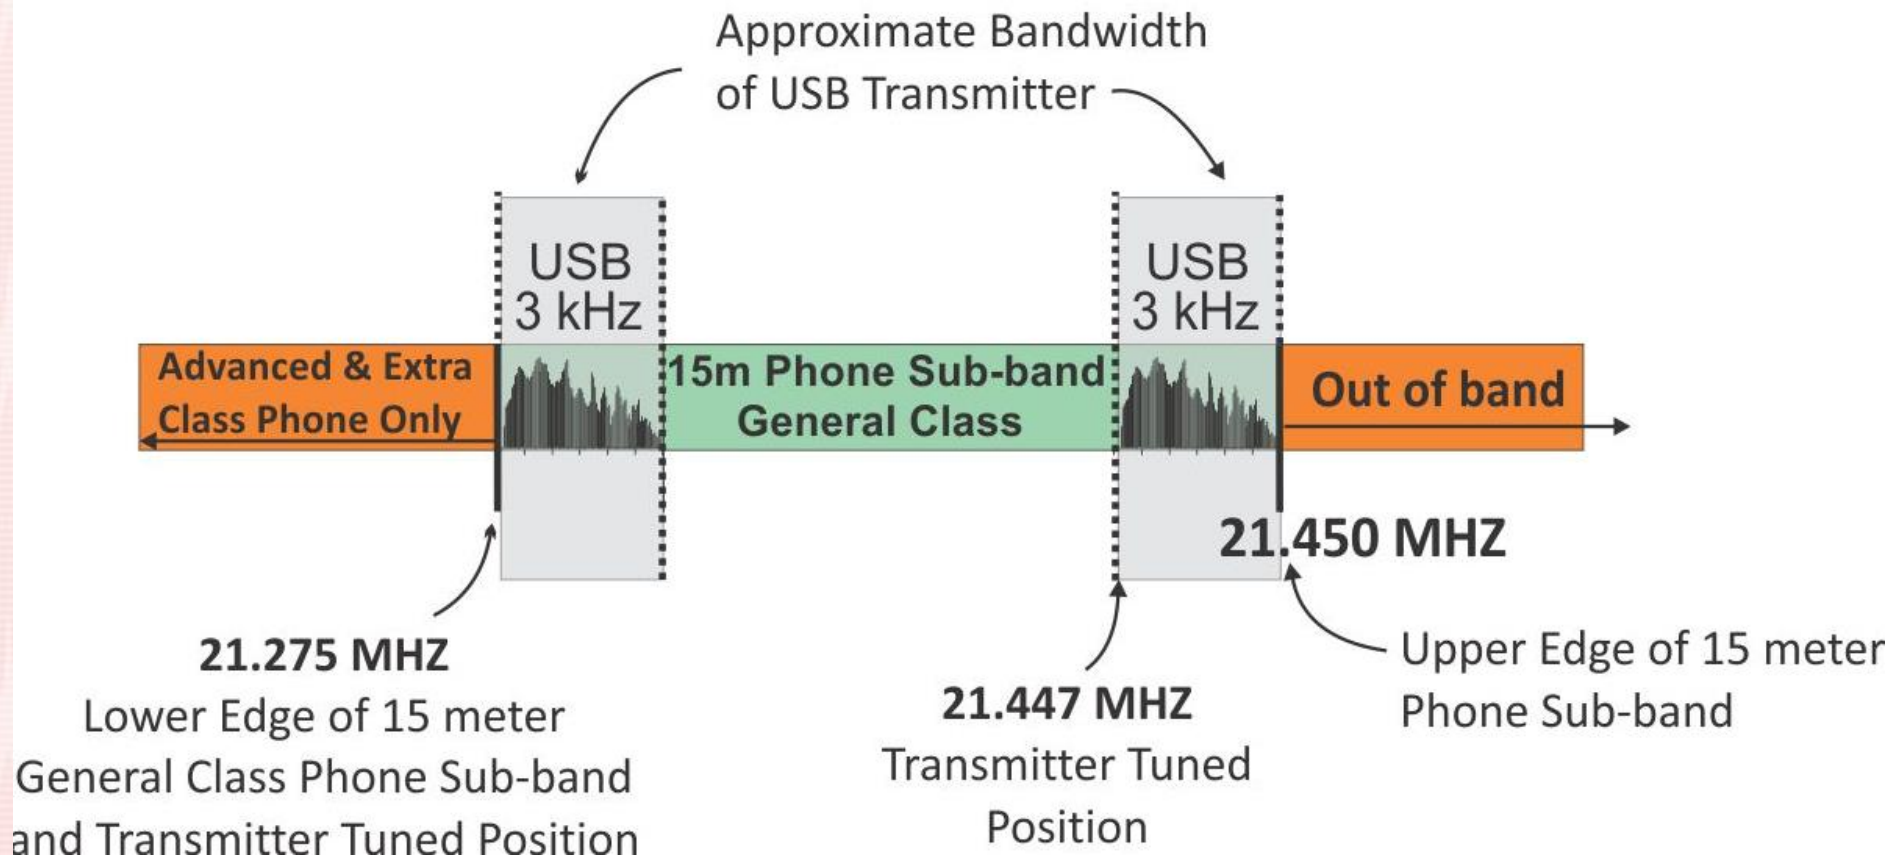 Approximate Bandwidth
of USB Transmitter
USB
3 kHz
USB
3 kHz
Advanced & Extra
Class Phone Only
15m Phone Sub-band
General Class
Out of band
21.450 MHZ
21.275 MHZ
Lower Edge of 15 meter
General Class Phone Sub-band
and Transmitter Tuned Position
21.447 MHZ
Transmitter Tuned
Position
Upper Edge of 15 meter
Phone Sub-band